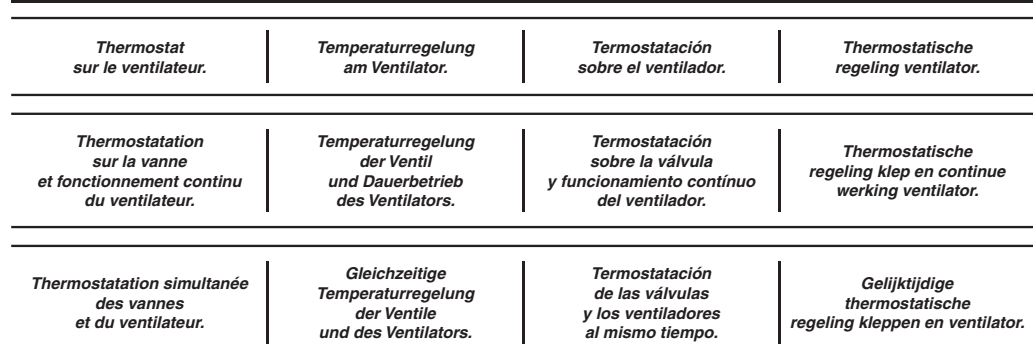 Thermostat
sur le ventilateur.
Temperaturregelung
am Ventilator.
Termostatación
sobre el ventilador.
Thermostatische
regeling ventilator.
Thermostatation
sur la vanne
et fonctionnement continu
du ventilateur.
Temperaturregelung
der Ventil
und Dauerbetrieb
des Ventilators.
Termostatación
sobre la válvula
y funcionamiento contínuo
del ventilador.
Thermostatische
regeling klep en continue
werking ventilator.
Thermostatation simultanée
des vannes
et du ventilateur.
Gleichzeitige
Temperaturregelung
der Ventile
und des Ventilators.
Termostatación
de las válvulas
y los ventiladores
al mismo tiempo.
Gelijktijdige
thermostatische
regeling kleppen en ventilator.